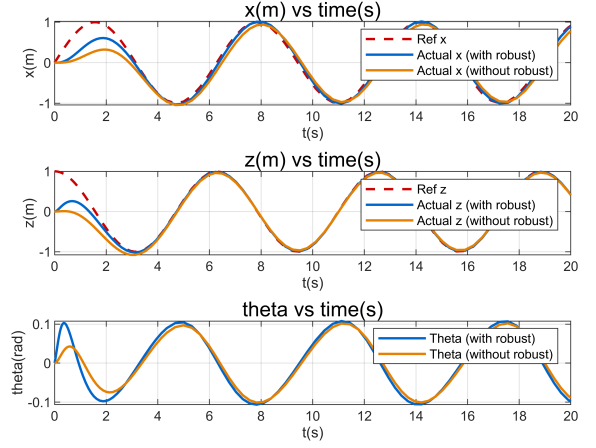 x(m) vs time(s)
1
0
-1
x(m)
Ref x
Actual x (with robust)
Actual x (without robust)
0 2 4 6 8 10 12 14 16 18 20
t(s)
z(m) vs time(s)
1
0
-1
z(m)
Ref z
Actual z (with robust)
Actual z (without robust)
0 2 4 6 8 10 12 14 16 18 20
t(s)
theta vs time(s)
0.1
0
-0.1
theta(rad)
Theta (with robust)
Theta (without robust)
0 2 4 6 8 10 12 14 16 18 20
t(s)